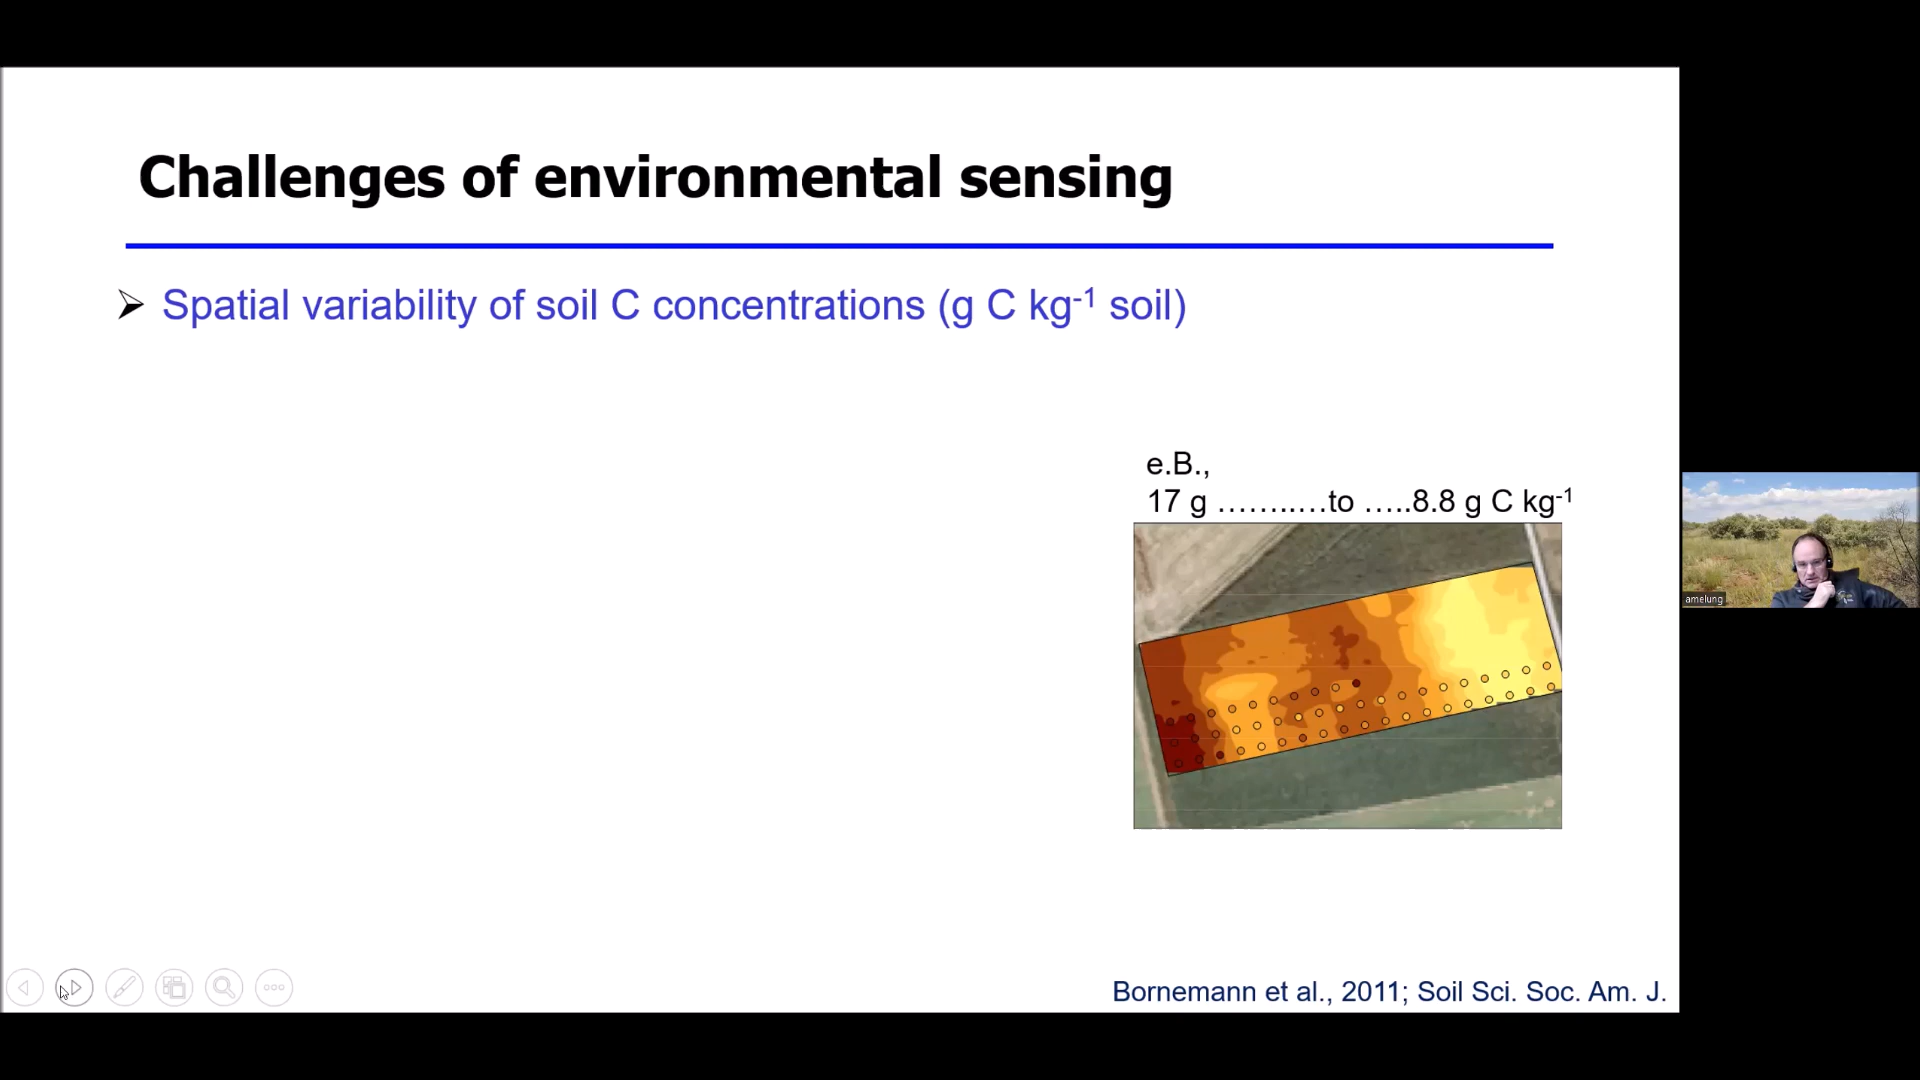 Challenges of environmental sensing
➢ Spatial variability of soil C concentrations (g C kg⁻¹ soil)
e.B.,
17 g ……..…to …..8.8 g C kg⁻¹
amelung
Bornemann et al., 2011; Soil Sci. Soc. Am. J.